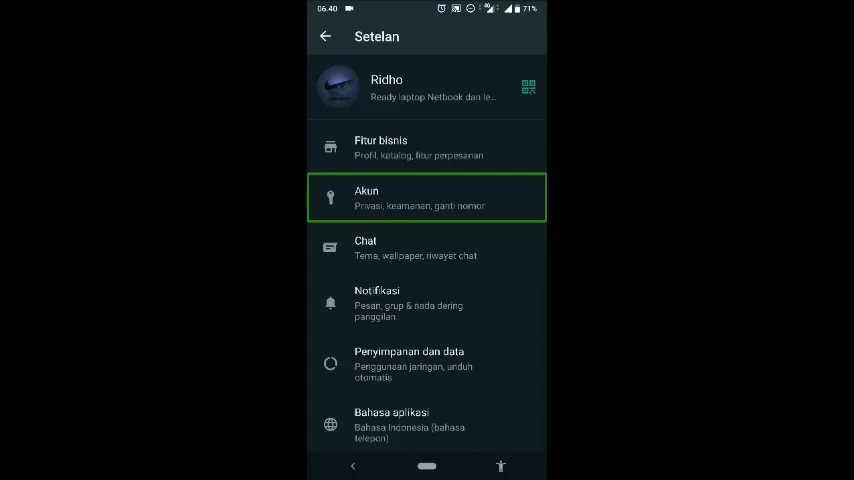 06.40
4G
71%
Setelan
Ridho
Ready laptop Netbook dan le...
Fitur bisnis
Profil, katalog, fitur perpesanan
Akun
Privasi, keamanan, ganti nomor
Chat
Tema, wallpaper, riwayat chat
Notifikasi
Pesan, grup & nada dering
panggilan
Penyimpanan dan data
Penggunaan jaringan, unduh
otomatis
Bahasa aplikasi
Bahasa Indonesia (bahasa
telepon)